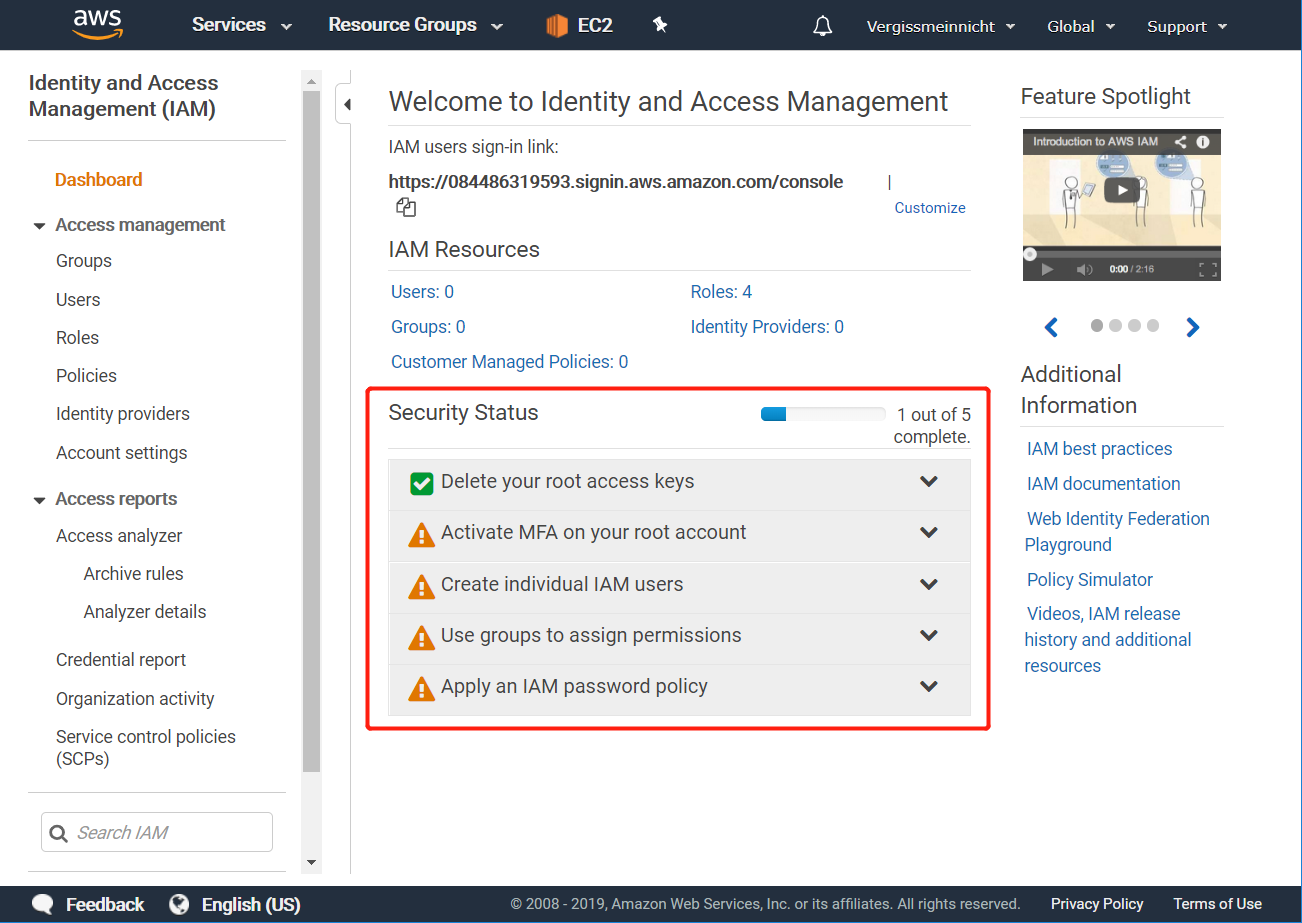 aws
Services
Resource Groups
EC2
Vergissmeinnicht
Global
Support
Identity and Access
Management (IAM)
Dashboard
Access management
Groups
Users
Roles
Policies
Identity providers
Account settings
Access reports
Access analyzer
Archive rules
Analyzer details
Credential report
Organization activity
Service control policies
(SCPs)
Search IAM
Welcome to Identity and Access Management
IAM users sign-in link:
https://084486319593.signin.aws.amazon.com/console
|
Customize
IAM Resources
Users: 0
Roles: 4
Groups: 0
Identity Providers: 0
Customer Managed Policies: 0
Security Status
1 out of 5
complete.
Delete your root access keys
Activate MFA on your root account
Create individual IAM users
Use groups to assign permissions
Apply an IAM password policy
Feature Spotlight
Introduction to AWS IAM
0:00 / 2:16
Additional
Information
IAM best practices
IAM documentation
Web Identity Federation
Playground
Policy Simulator
Videos, IAM release
history and additional
resources
Feedback
English (US)
© 2008 - 2019, Amazon Web Services, Inc. or its affiliates. All rights reserved.
Privacy Policy
Terms of Use